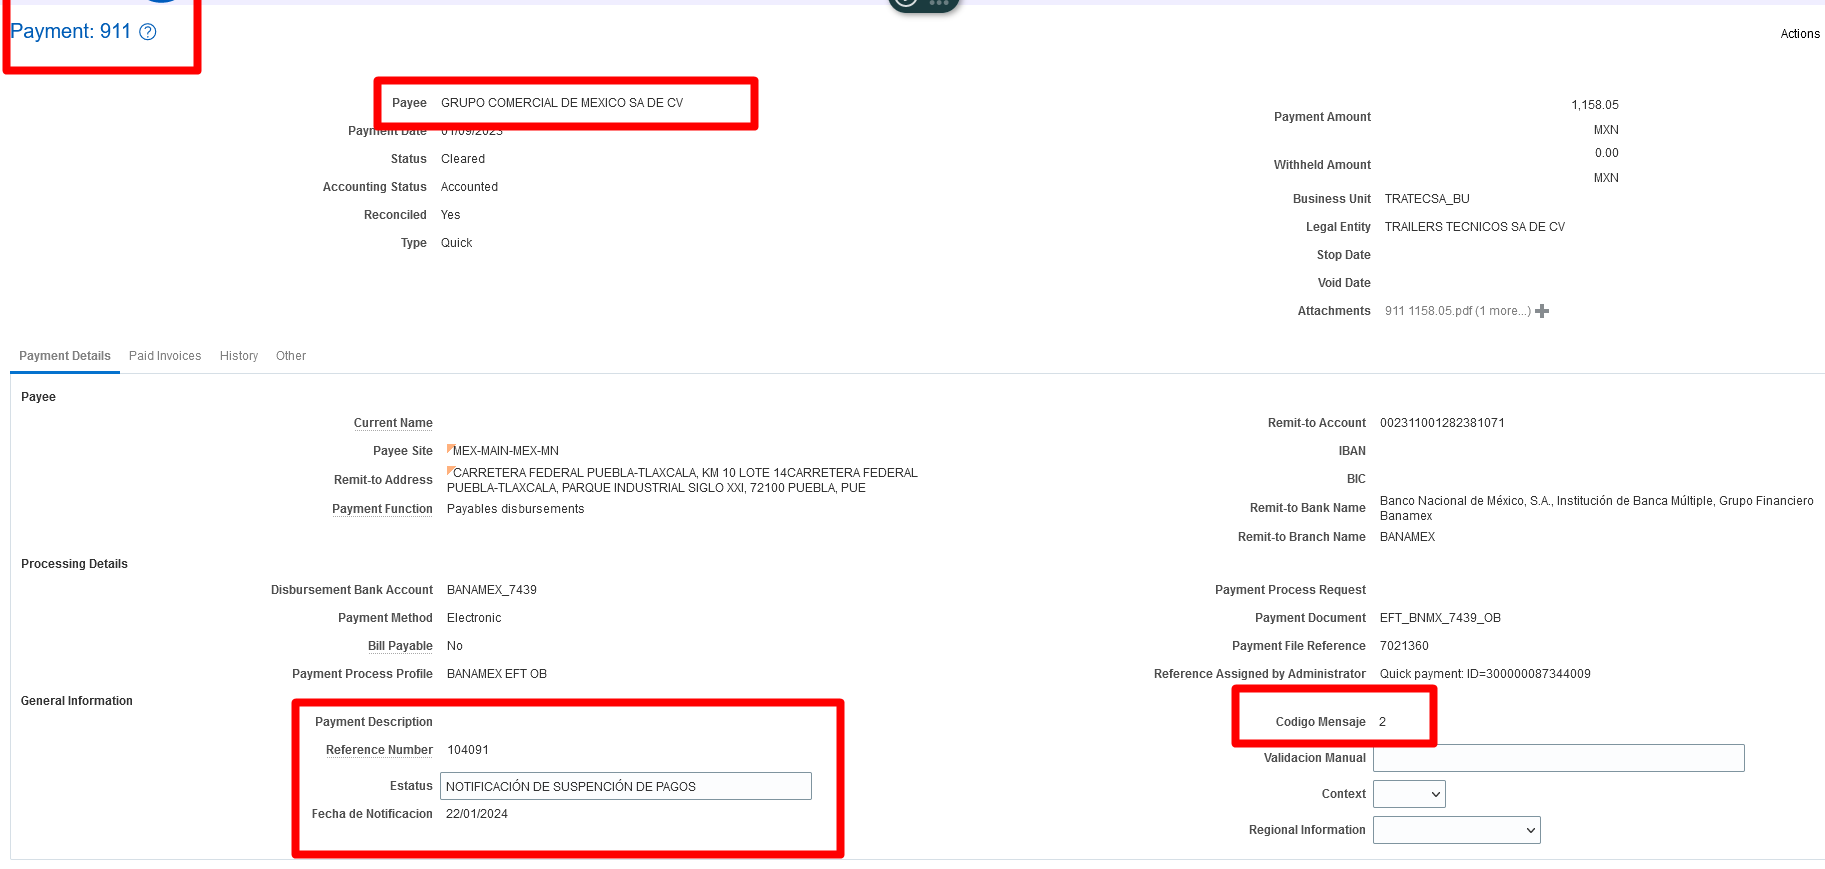 Payment: 911
Actions
Payee GRUPO COMERCIAL DE MEXICO SA DE CV
Payment Date 01/09/2023
Status Cleared
Accounting Status Accounted
Reconciled Yes
Type Quick
Payment Amount 1,158.05
MXN
Withheld Amount 0.00
MXN
Business Unit TRATECSA_BU
Legal Entity TRAILERS TECNICOS SA DE CV
Stop Date
Void Date
Attachments 911 1158.05.pdf (1 more...)
Payment Details Paid Invoices History Other
Payee
Current Name
Payee Site MEX-MAIN-MEX-MN
Remit-to Address CARRETERA FEDERAL PUEBLA-TLAXCALA, KM 10 LOTE 14CARRETERA FEDERAL
PUEBLA-TLAXCALA, PARQUE INDUSTRIAL SIGLO XXI, 72100 PUEBLA, PUE
Payment Function Payables disbursements
Remit-to Account 002311001282381071
IBAN
BIC
Remit-to Bank Name Banco Nacional de México, S.A., Institución de Banca Múltiple, Grupo Financiero
Banamex
Remit-to Branch Name BANAMEX
Processing Details
Disbursement Bank Account BANAMEX_7439
Payment Method Electronic
Bill Payable No
Payment Process Profile BANAMEX EFT OB
Payment Process Request
Payment Document EFT_BNMX_7439_OB
Payment File Reference 7021360
Reference Assigned by Administrator Quick payment: ID=300000087344009
General Information
Payment Description
Reference Number 104091
Estatus NOTIFICACIÓN DE SUSPENCIÓN DE PAGOS
Fecha de Notificacion 22/01/2024
Codigo Mensaje 2
Validacion Manual
Context
Regional Information